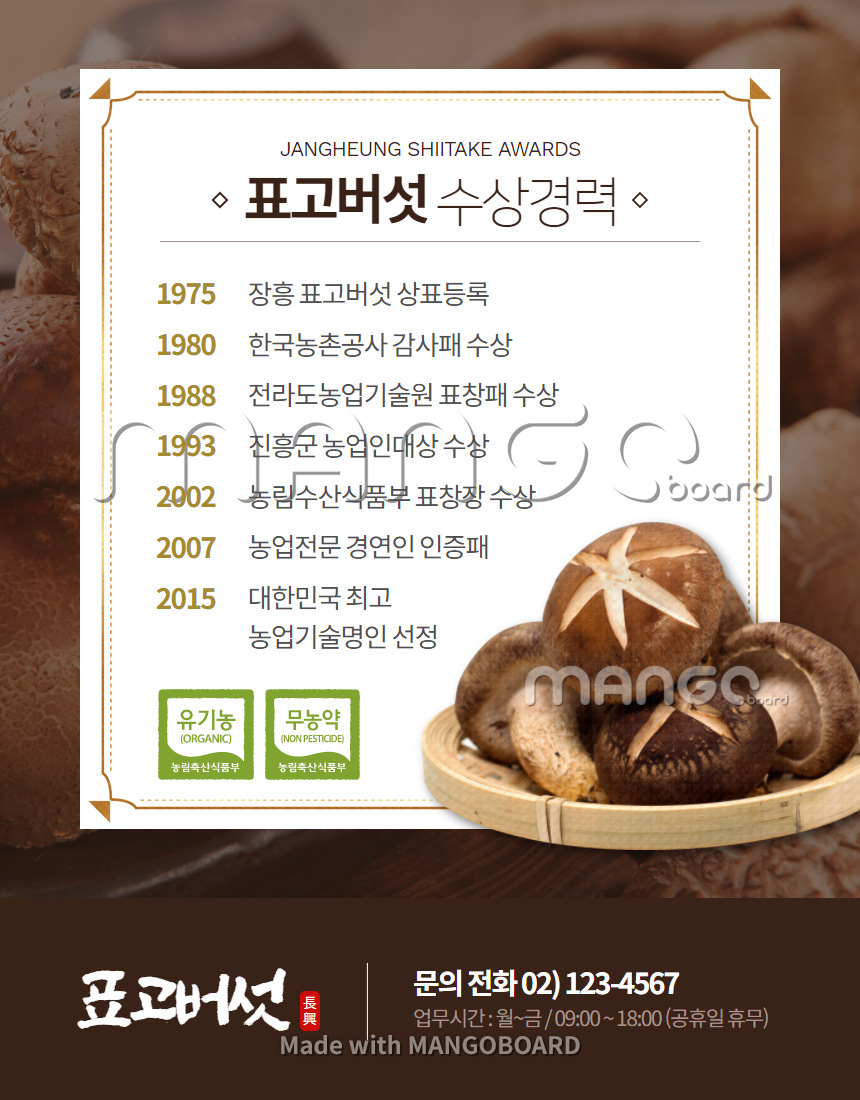 JANGHEUNG SHIITAKE AWARDS
표고버섯 수상경력
1975 장흥 표고버섯 상표등록
1980 한국농촌공사 감사패 수상
1988 전라도농업기술원 표창패 수상
1993 진흥군 농업인대상 수상
2002 농림수산식품부 표창장 수상
mango board
2007 농업전문 경연인 인증패
2015 대한민국 최고
농업기술명인 선정
mango board
유기농
(ORGANIC)
농림축산식품부
무농약
(NON PESTICIDE)
농림축산식품부
표고버섯 長興
문의 전화 02) 123-4567
업무시간 : 월~금 / 09:00 ~ 18:00 (공휴일 휴무)
Made with MANGOBOARD